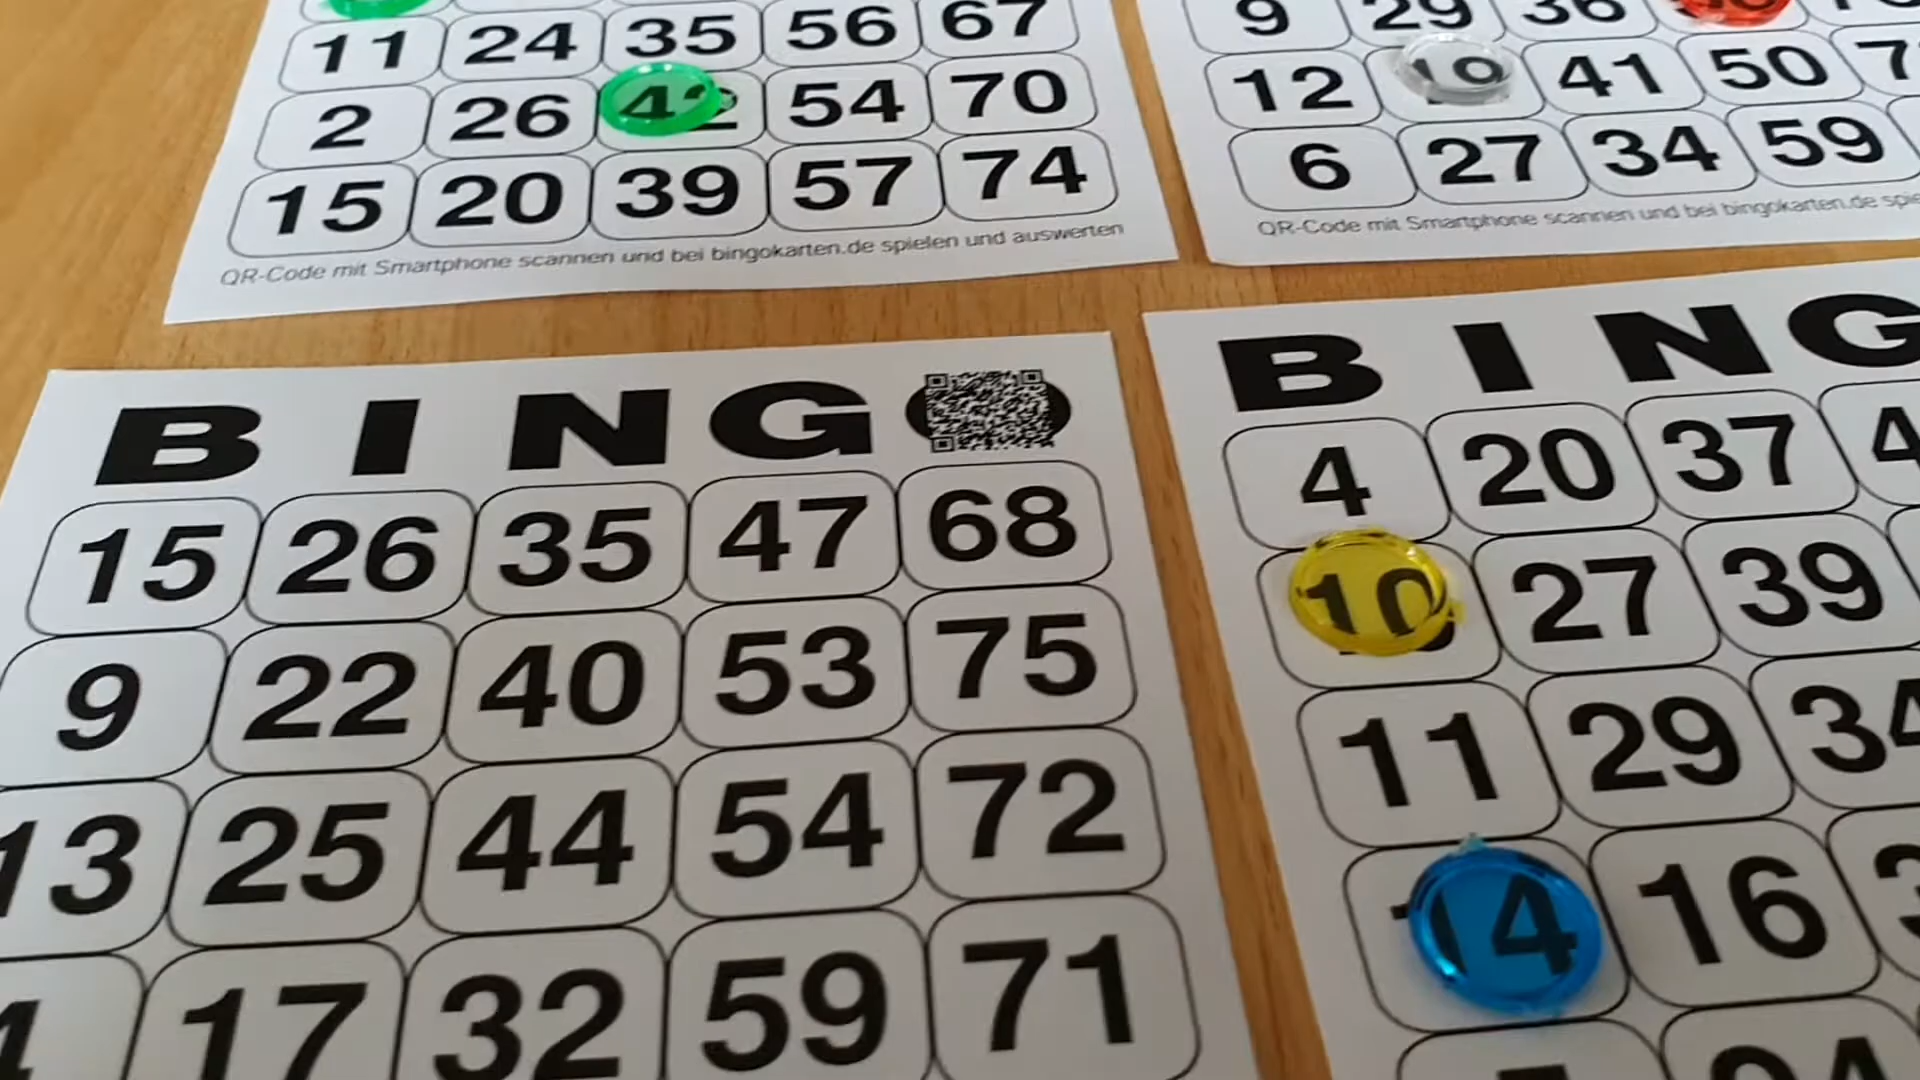 11 24 35 56 67
2 26 42 54 70
15 20 39 57 74
QR-Code mit Smartphone scannen und bei bingokarten.de spielen und auswerten
9 29 36
12 19 41 50
6 27 34 59
QR-Code mit Smartphone scannen und bei bingokarten.de
B I N G
15 26 35 47 68
9 22 40 53 75
13 25 44 54 72
17 32 59 71
B I N G
4 20 37
10 27 39
11 29 34
14 16